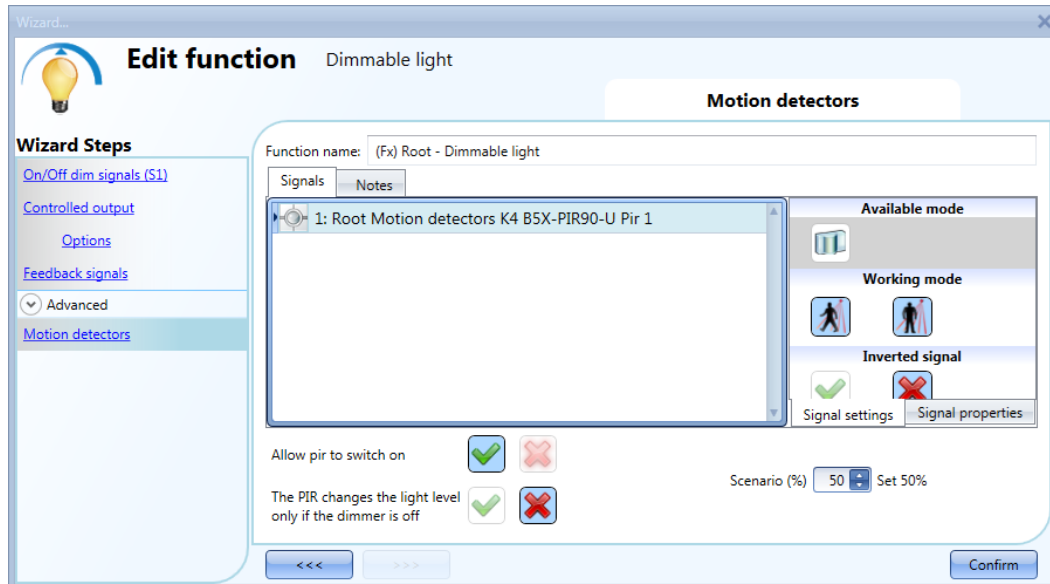 Wizard...
Edit function Dimmable light
Motion detectors
Wizard Steps
On/Off dim signals (S1)
Controlled output
Options
Feedback signals
Advanced
Motion detectors
Function name: (Fx) Root - Dimmable light
Signals Notes
1: Root Motion detectors K4 B5X-PIR90-U Pir 1
Available mode
Working mode
Inverted signal
Signal settings Signal properties
Allow pir to switch on
The PIR changes the light level
only if the dimmer is off
Scenario (%) 50 Set 50%
<<< >>> Confirm